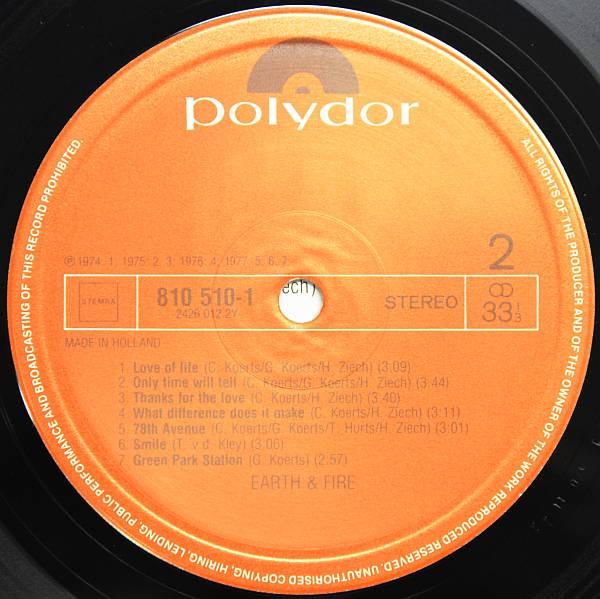 polydor
ALL RIGHTS OF THE PRODUCER AND OF THE OWNER OF THE WORK REPRODUCED RESERVED. UNAUTHORISED COPYING, HIRING, LENDING, PUBLIC PERFORMANCE AND BROADCASTING OF THIS RECORD PROHIBITED.
2
℗ 1974: 1, 1975: 2, 3; 1976: 4, 1977: 5, 6, 7
STEMRA
810 510-1
2426 012 2Y
ech)
STEREO
33 1/3
MADE IN HOLLAND
1 Love of life (C. Koerts/G. Koerts/H. Ziech) (3:09)
2 Only time will tell (C. Koerts/G. Koerts/H. Ziech) (3:44)
3 Thanks for the love (C. Koerts/H. Ziech) (3:40)
4 What difference does it make (C. Koerts/H. Ziech) (3:11)
5 78th Avenue (C. Koerts/G. Koerts/T. Hurts/H. Ziech) (3:01)
6 Smile (T. v.d. Kley) (3:06)
7 Green Park Station (G. Koerts) (2:57)
EARTH & FIRE